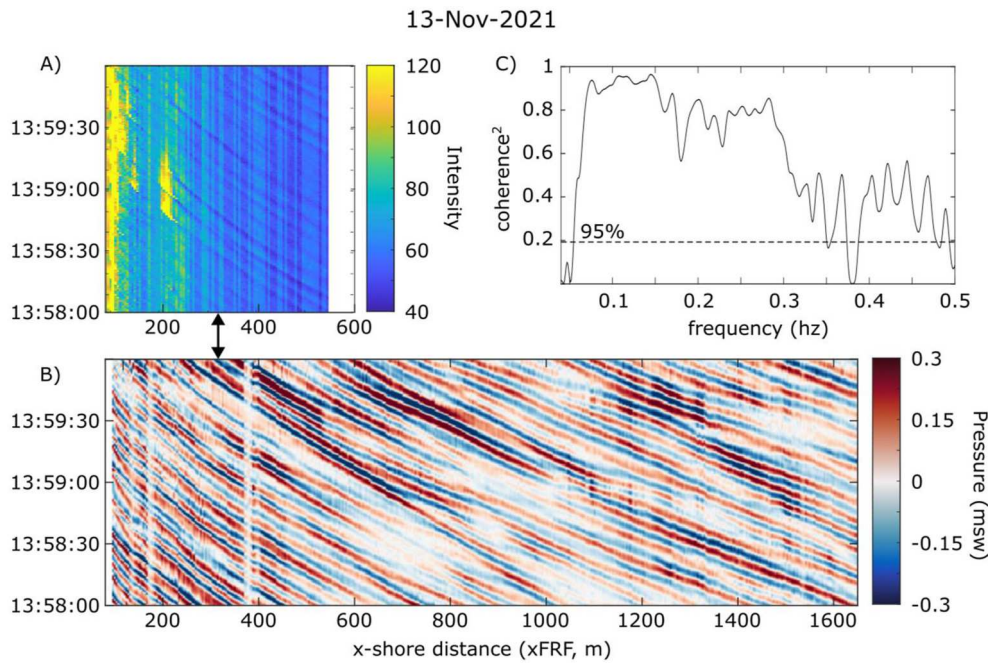 13-Nov-2021
A)
13:59:30
13:59:00
13:58:30
13:58:00
200 400 600
120
100
80
60
40
Intensity
C)
1
0.8
0.6
0.4
0.2
coherence²
95%
0.1 0.2 0.3 0.4 0.5
frequency (hz)
B)
13:59:30
13:59:00
13:58:30
13:58:00
200 400 600 800 1000 1200 1400 1600
x-shore distance (xFRF, m)
0.3
0.15
0
-0.15
-0.3
Pressure (msw)